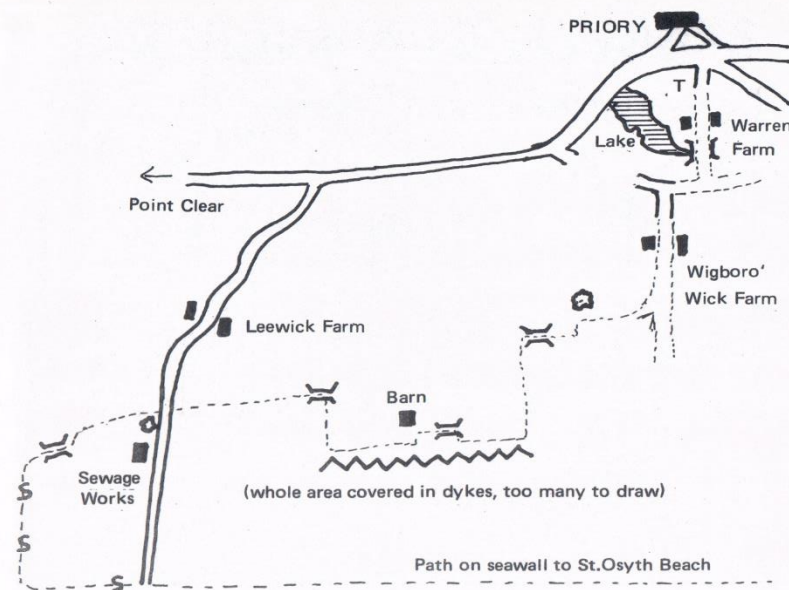 PRIORY
T
Warren
Farm
Lake
Point Clear
Wigboro'
Wick Farm
Leewick Farm
Barn
Sewage
Works
(whole area covered in dykes, too many to draw)
S
S
S
Path on seawall to St.Osyth Beach